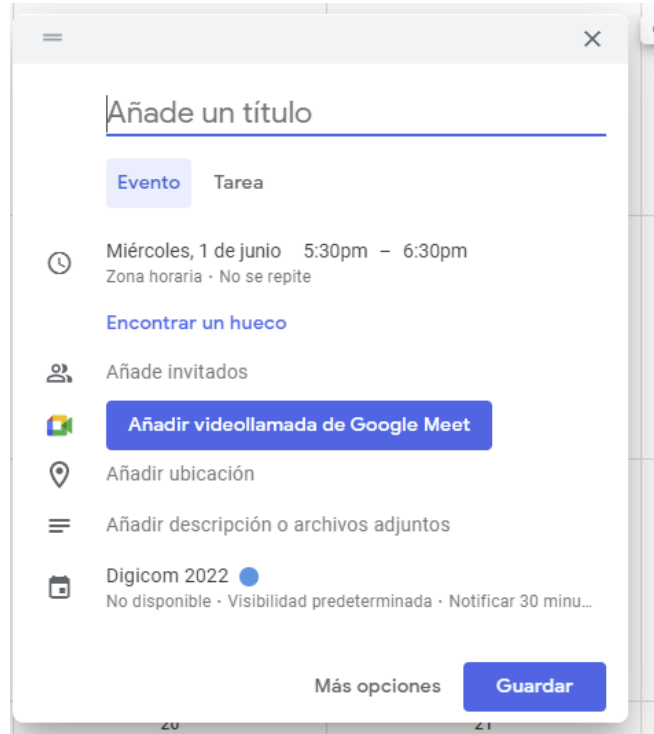 Añade un título
Evento Tarea
Miércoles, 1 de junio 5:30pm – 6:30pm
Zona horaria · No se repite
Encontrar un hueco
Añade invitados
Añadir videollamada de Google Meet
Añadir ubicación
Añadir descripción o archivos adjuntos
Digicom 2022
No disponible · Visibilidad predeterminada · Notificar 30 minu...
Más opciones Guardar
20 21